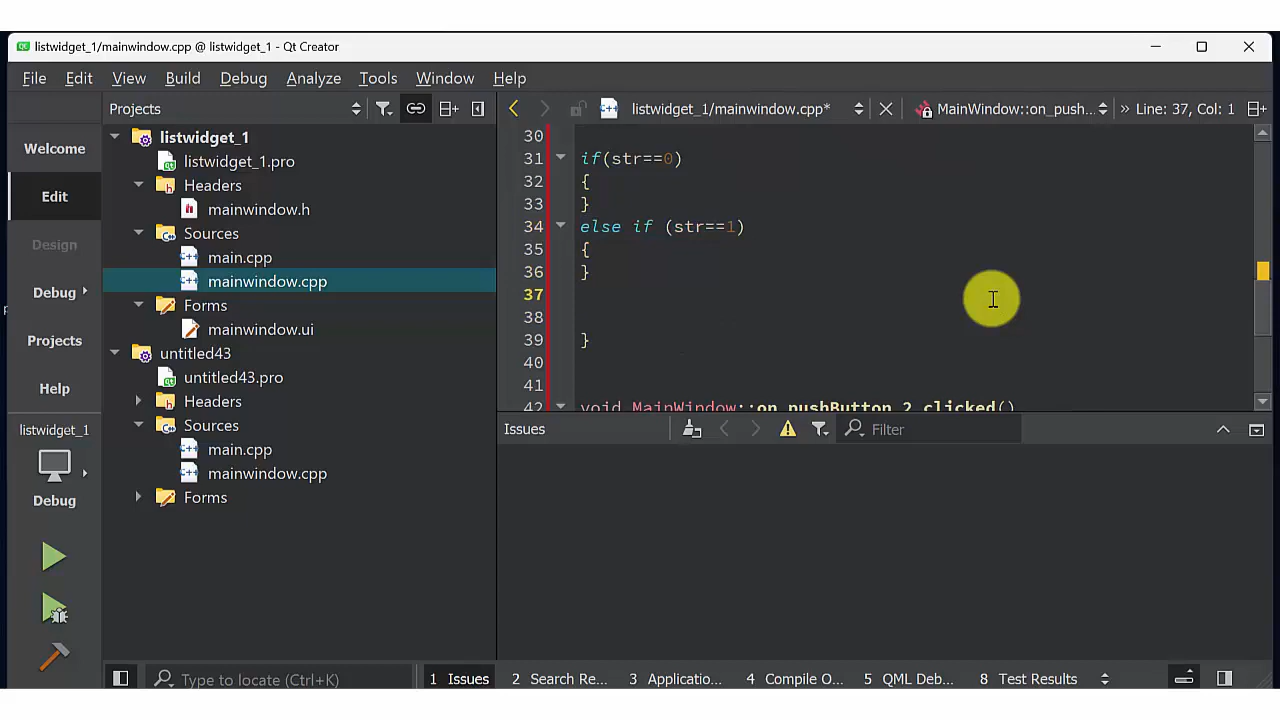 listwidget_1/mainwindow.cpp @ listwidget_1 - Qt Creator
File Edit View Build Debug Analyze Tools Window Help
Projects
listwidget_1/mainwindow.cpp* MainWindow::on_push... » Line: 37, Col: 1
Welcome
Edit
Design
Debug
Projects
Help
listwidget_1
Debug
listwidget_1
listwidget_1.pro
Headers
mainwindow.h
Sources
main.cpp
mainwindow.cpp
Forms
mainwindow.ui
untitled43
untitled43.pro
Headers
Sources
main.cpp
mainwindow.cpp
Forms
30
31 if(str==0)
32 {
33 }
34 else if (str==1)
35 {
36 }
37
38
39 }
40
41
42 void MainWindow::on_pushButton_2_clicked()
Issues
Filter
Type to locate (Ctrl+K)
1 Issues 2 Search Re... 3 Applicatio... 4 Compile O... 5 QML Deb... 8 Test Results